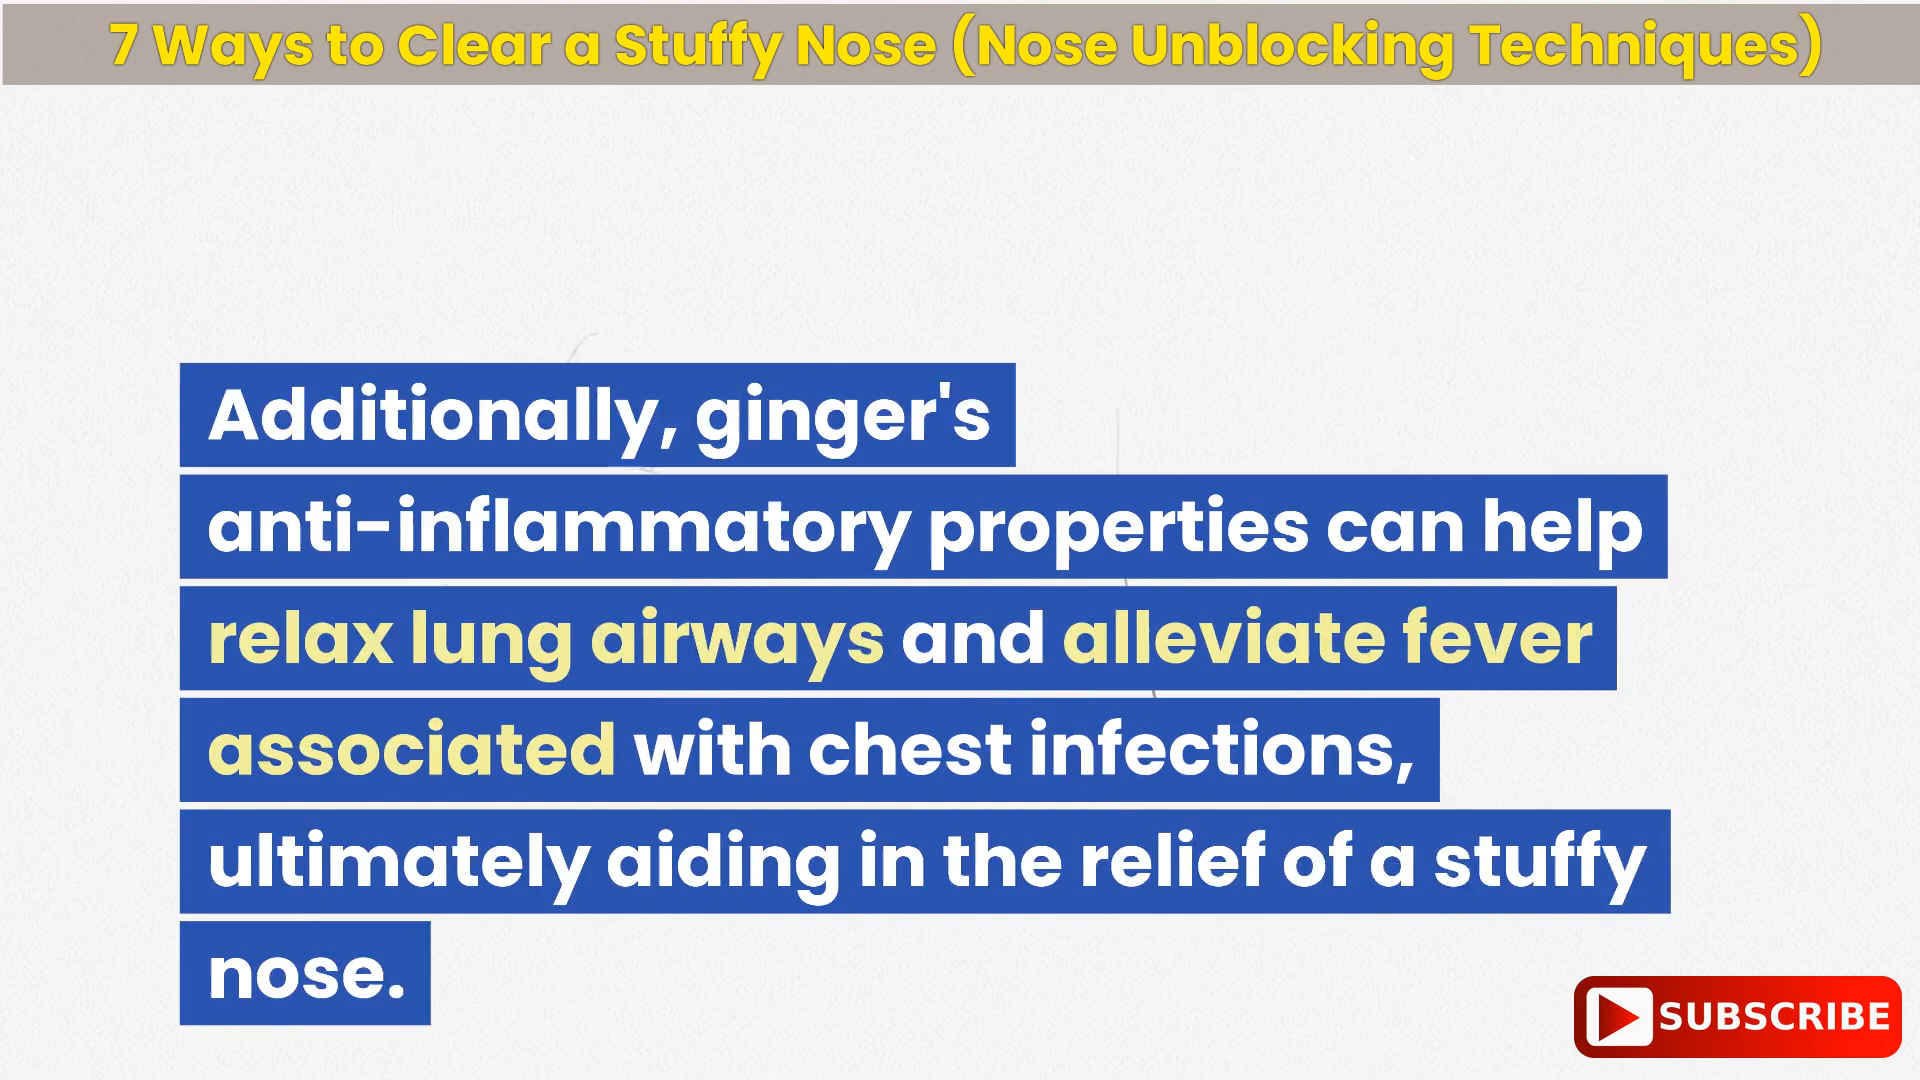 7 Ways to Clear a Stuffy Nose (Nose Unblocking Techniques)
Additionally, ginger's
anti-inflammatory properties can help
relax lung airways and alleviate fever
associated with chest infections,
ultimately aiding in the relief of a stuffy
nose.
SUBSCRIBE